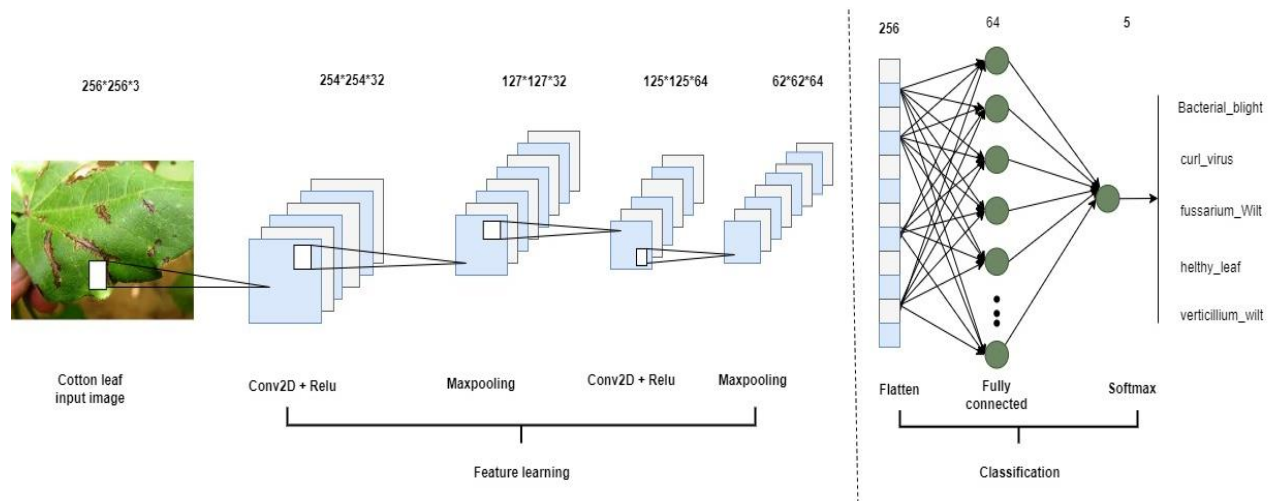 256*256*3
254*254*32
127*127*32
125*125*64
62*62*64
Cotton leaf
input image
Conv2D + Relu
Maxpooling
Conv2D + Relu
Maxpooling
Feature learning
256
64
5
Bacterial_blight
curl_virus
fussarium_Wilt
helthy_leaf
verticillium_wilt
Flatten
Fully
connected
Softmax
Classification